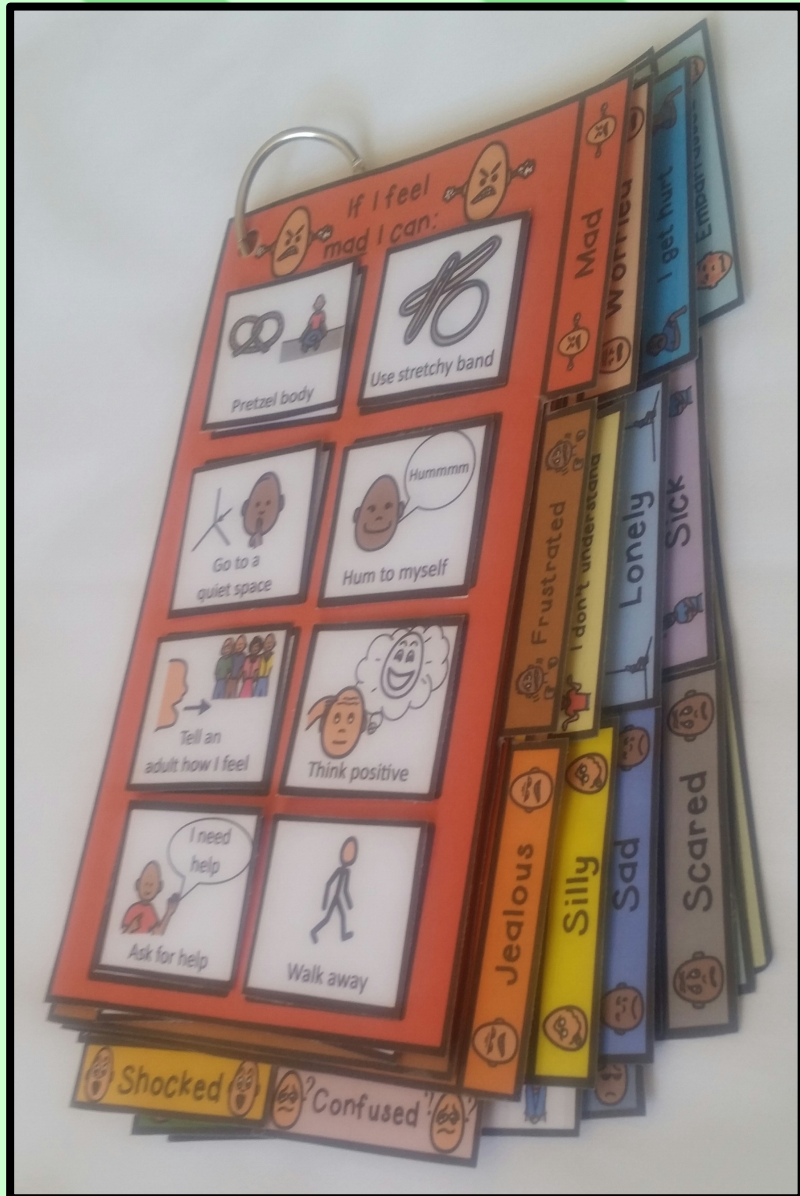 If I feel
mad I can:
Pretzel body
Use stretchy band
Go to a
quiet space
Hummmm
Hum to myself
Tell an
adult how I feel
Think positive
I need
help
Ask for help
Walk away
Mad
Worried
I get hurt
Frustrated
I don't understand
Lonely
Sick
Jealous
Silly
Sad
Scared
Shocked
Confused